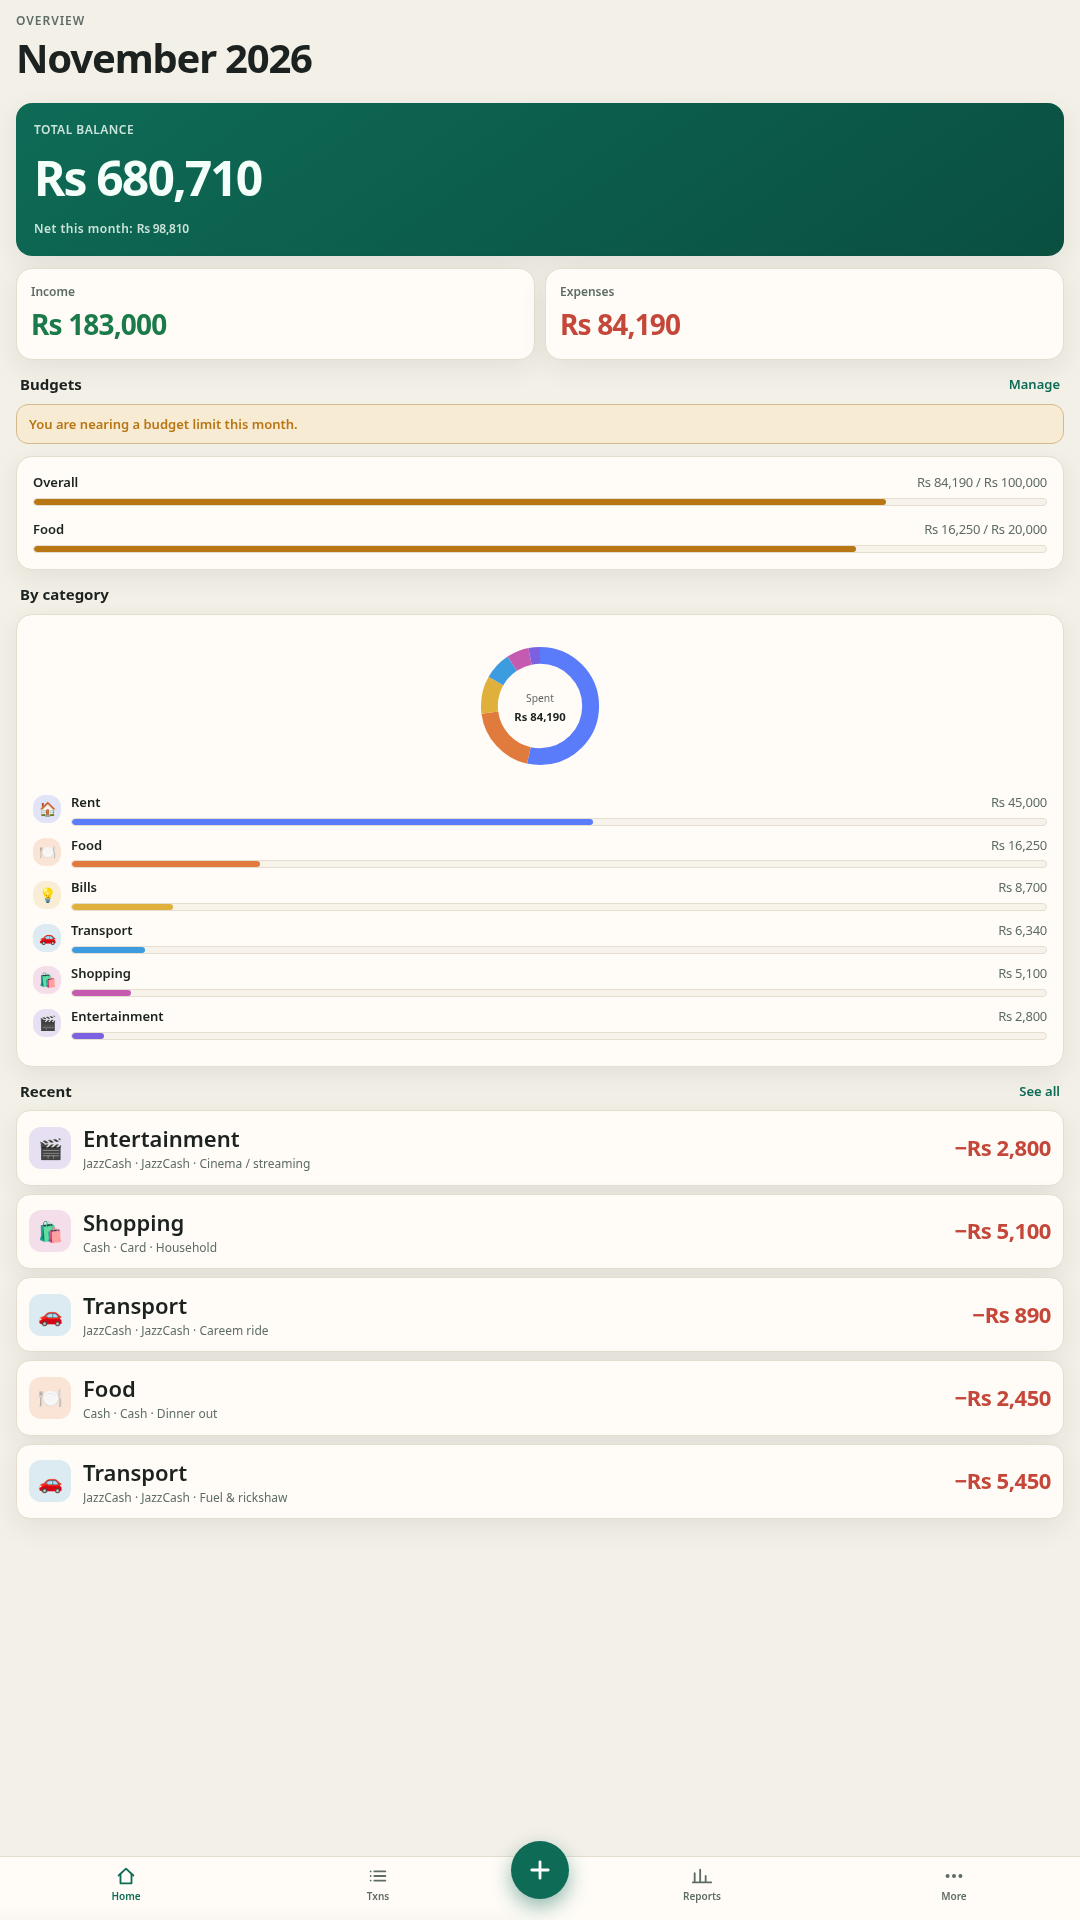 OVERVIEW
November 2026
TOTAL BALANCE
Rs 680,710
Net this month: Rs 98,810
Income
Rs 183,000
Expenses
Rs 84,190
Budgets
Manage
You are nearing a budget limit this month.
Overall
Rs 84,190 / Rs 100,000
Food
Rs 16,250 / Rs 20,000
By category
Spent
Rs 84,190
Rent
Rs 45,000
Food
Rs 16,250
Bills
Rs 8,700
Transport
Rs 6,340
Shopping
Rs 5,100
Entertainment
Rs 2,800
Recent
See all
Entertainment
JazzCash · JazzCash · Cinema / streaming
−Rs 2,800
Shopping
Cash · Card · Household
−Rs 5,100
Transport
JazzCash · JazzCash · Careem ride
−Rs 890
Food
Cash · Cash · Dinner out
−Rs 2,450
Transport
JazzCash · JazzCash · Fuel & rickshaw
−Rs 5,450
Home
Txns
Reports
More